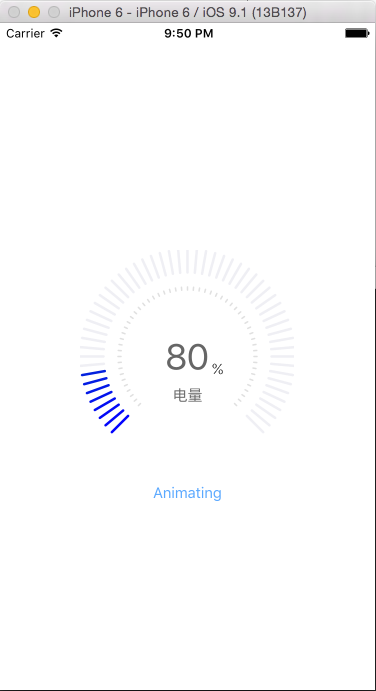 iPhone 6 - iPhone 6 / iOS 9.1 (13B137)
Carrier 9:50 PM
80 %
电量
Animating